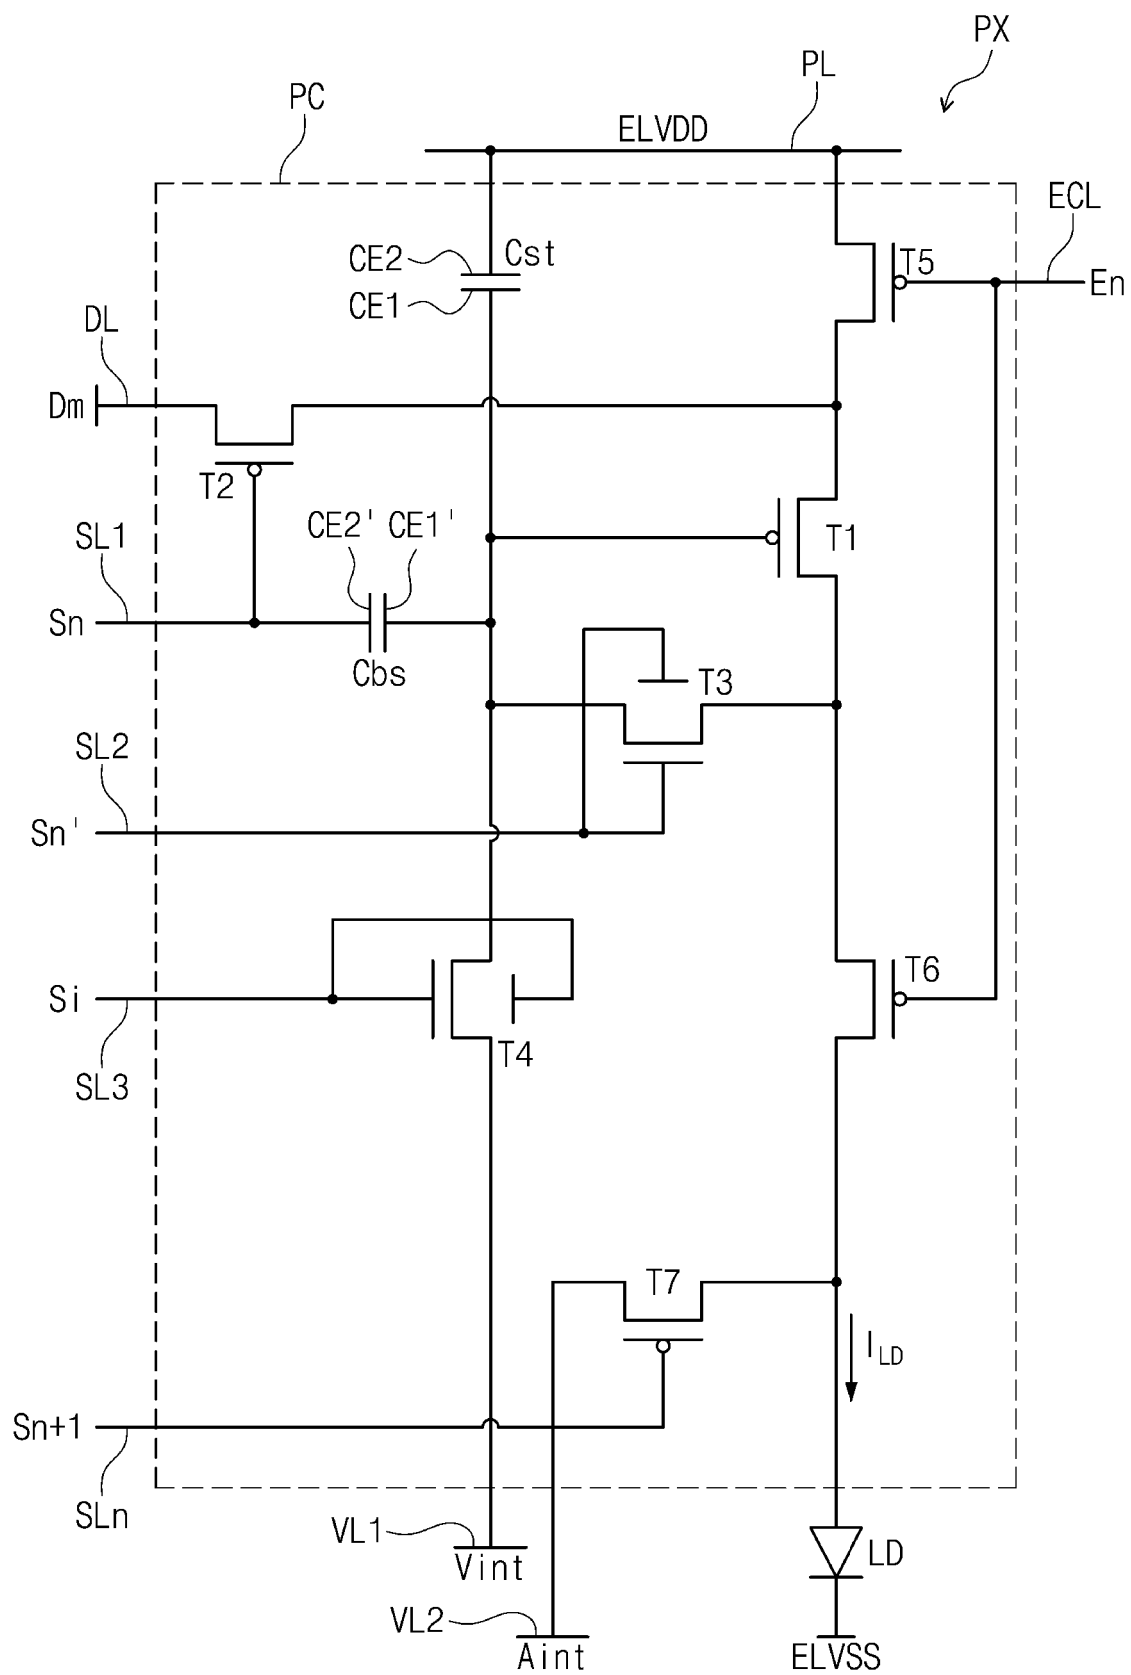 PX
PL
PC
ELVDD
ECL
CE2
Cst
T5
En
CE1
DL
Dm
T2
CE2' CE1'
SL1
T1
Sn
Cbs
T3
SL2
Sn'
T6
Si
T4
SL3
T7
I LD
Sn+1
SLn
VL1
Vint
LD
VL2
Aint
ELVSS